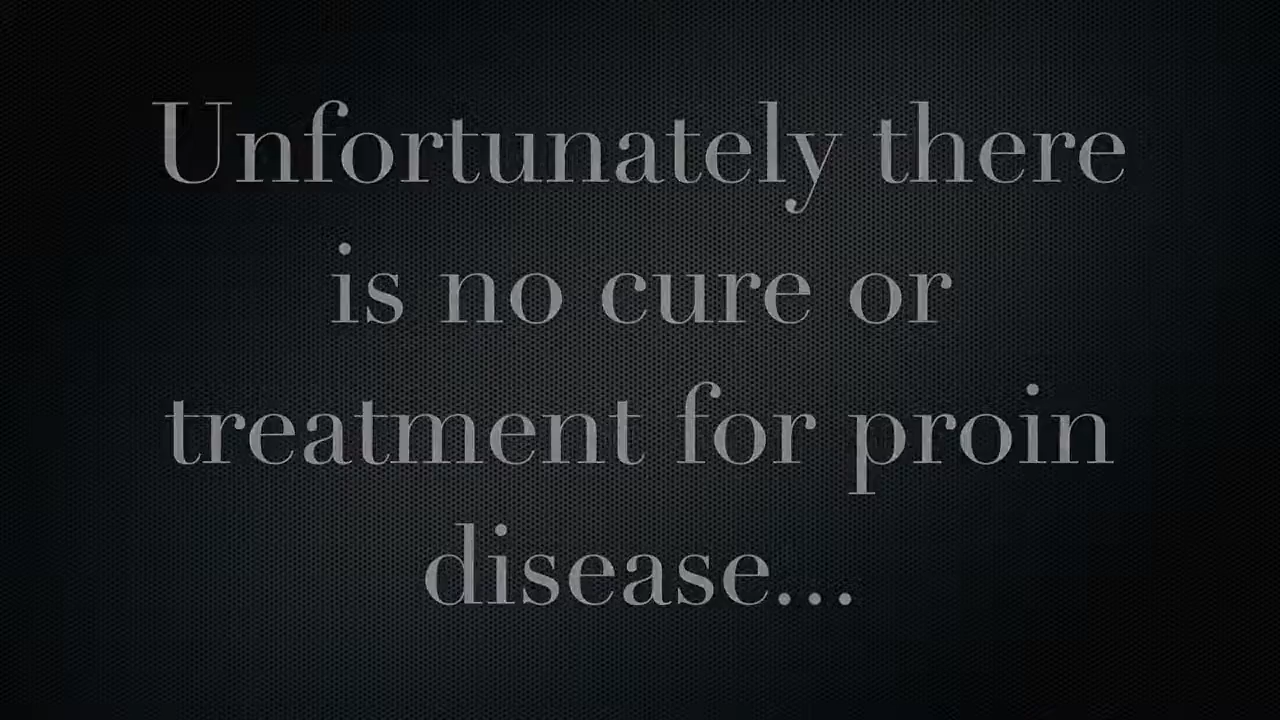 Unfortunately there
is no cure or
treatment for proin
disease...